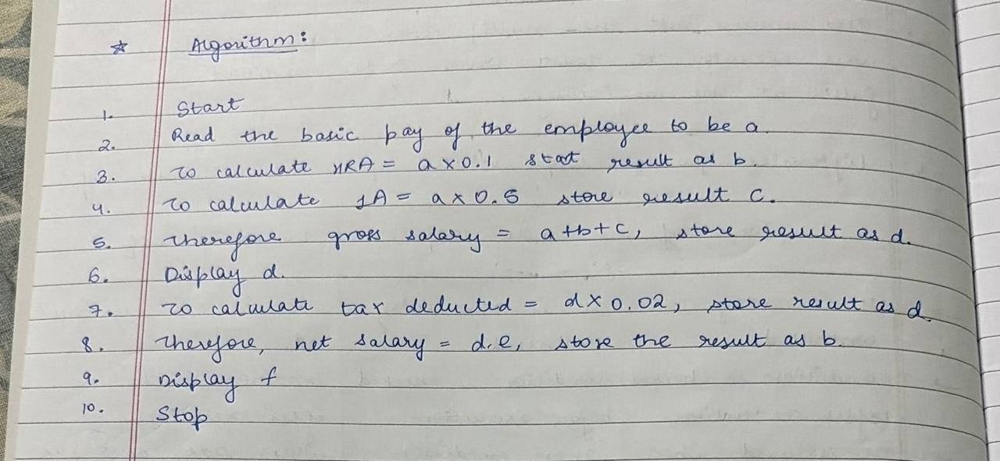 * Algorithm:
1. Start
2. Read the basic pay of the employee to be a.
3. To calculate HRA = a x 0.1 stat result as b.
4. To calculate = a x 0.5 store result c.
5. Therefore gross salary = a+b+c, store result as d.
6. Display d.
7. To calculate tax deducted = d x 0.02, store result as d.
8. Therefore, net salary = d.e, store the result as b.
9. Display f
10. Stop